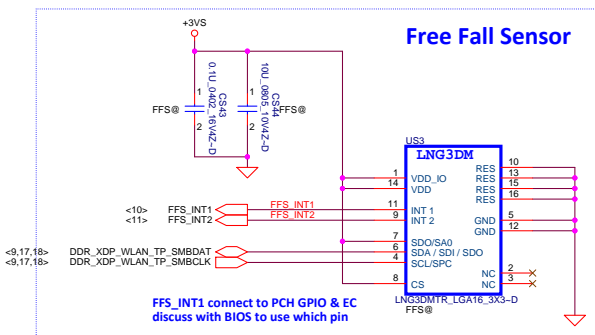 Free Fall Sensor
+3VS
1
2
CS43
0.1U_0402_16V4Z~D
FFS@
1
2
CS44
10U_0805_10V4Z~D
FFS@
US3
LNG3DM
1 VDD_IO
14 VDD
11 INT 1
9 INT 2
7 SDO/SA0
6 SDA / SDI / SDO
4 SCL/SPC
8 CS
RES 10
RES 13
RES 15
RES 16
GND 5
GND 12
NC 2
NC 3
LNG3DMTR_LGA16_3X3~D
FFS@
<10> FFS_INT1 FFS_INT1
<11> FFS_INT2 FFS_INT2
<9,17,18> DDR_XDP_WLAN_TP_SMBDAT
<9,17,18> DDR_XDP_WLAN_TP_SMBCLK
FFS_INT1 connect to PCH GPIO & EC
discuss with BIOS to use which pin